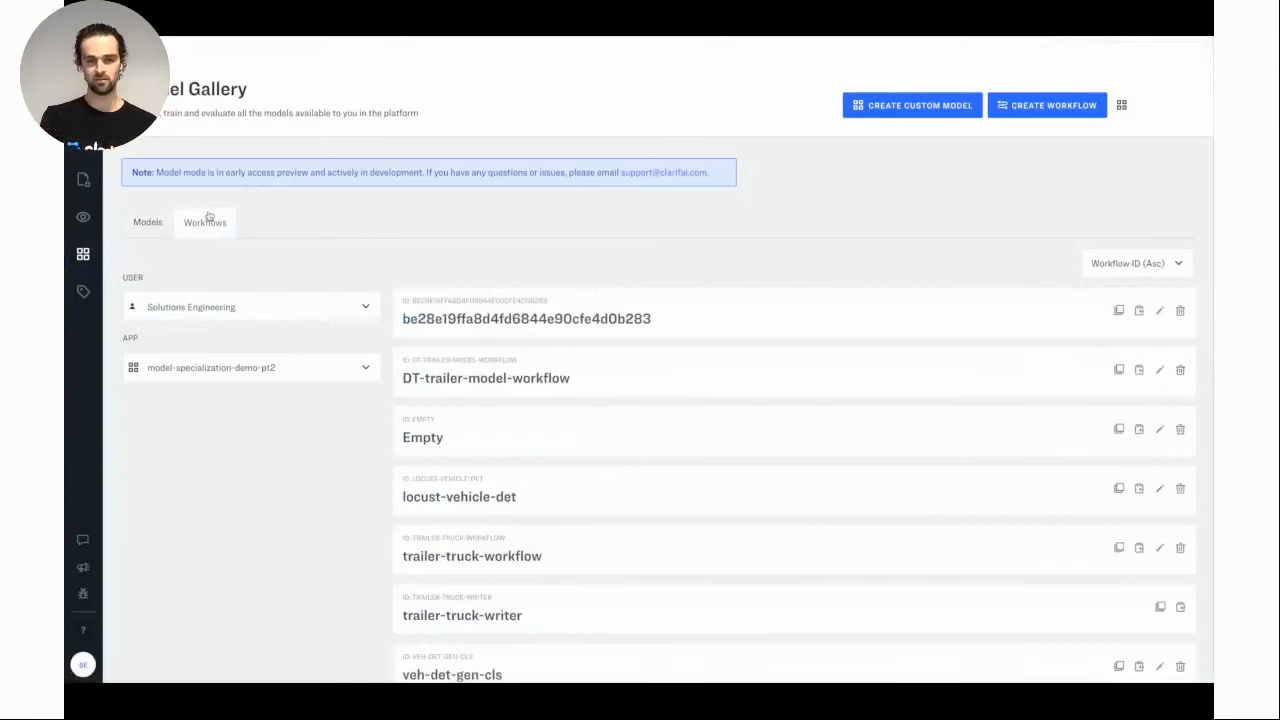 el Gallery
train and evaluate all the models available to you in the platform
CREATE CUSTOM MODEL
CREATE WORKFLOW
Note: Model mode is in early access preview and actively in development. If you have any questions or issues, please email support@clarifai.com.
Models
Workflows
Workflow ID (Asc)
USER
Solutions Engineering
APP
model-specialization-demo-pt2
be28e19ffa8d4fd6844e90cfe4d0b283
ID: DT-TRAILER-MODEL-WORKFLOW
DT-trailer-model-workflow
ID: EMPTY
Empty
ID: LOCUST-VEHICLE-DET
locust-vehicle-det
ID: TRAILER-TRUCK-WORKFLOW
trailer-truck-workflow
ID: TRAILER-TRUCK-WRITER
trailer-truck-writer
ID: VEH-DET-GEN-CLS
veh-det-gen-cls
?
SE